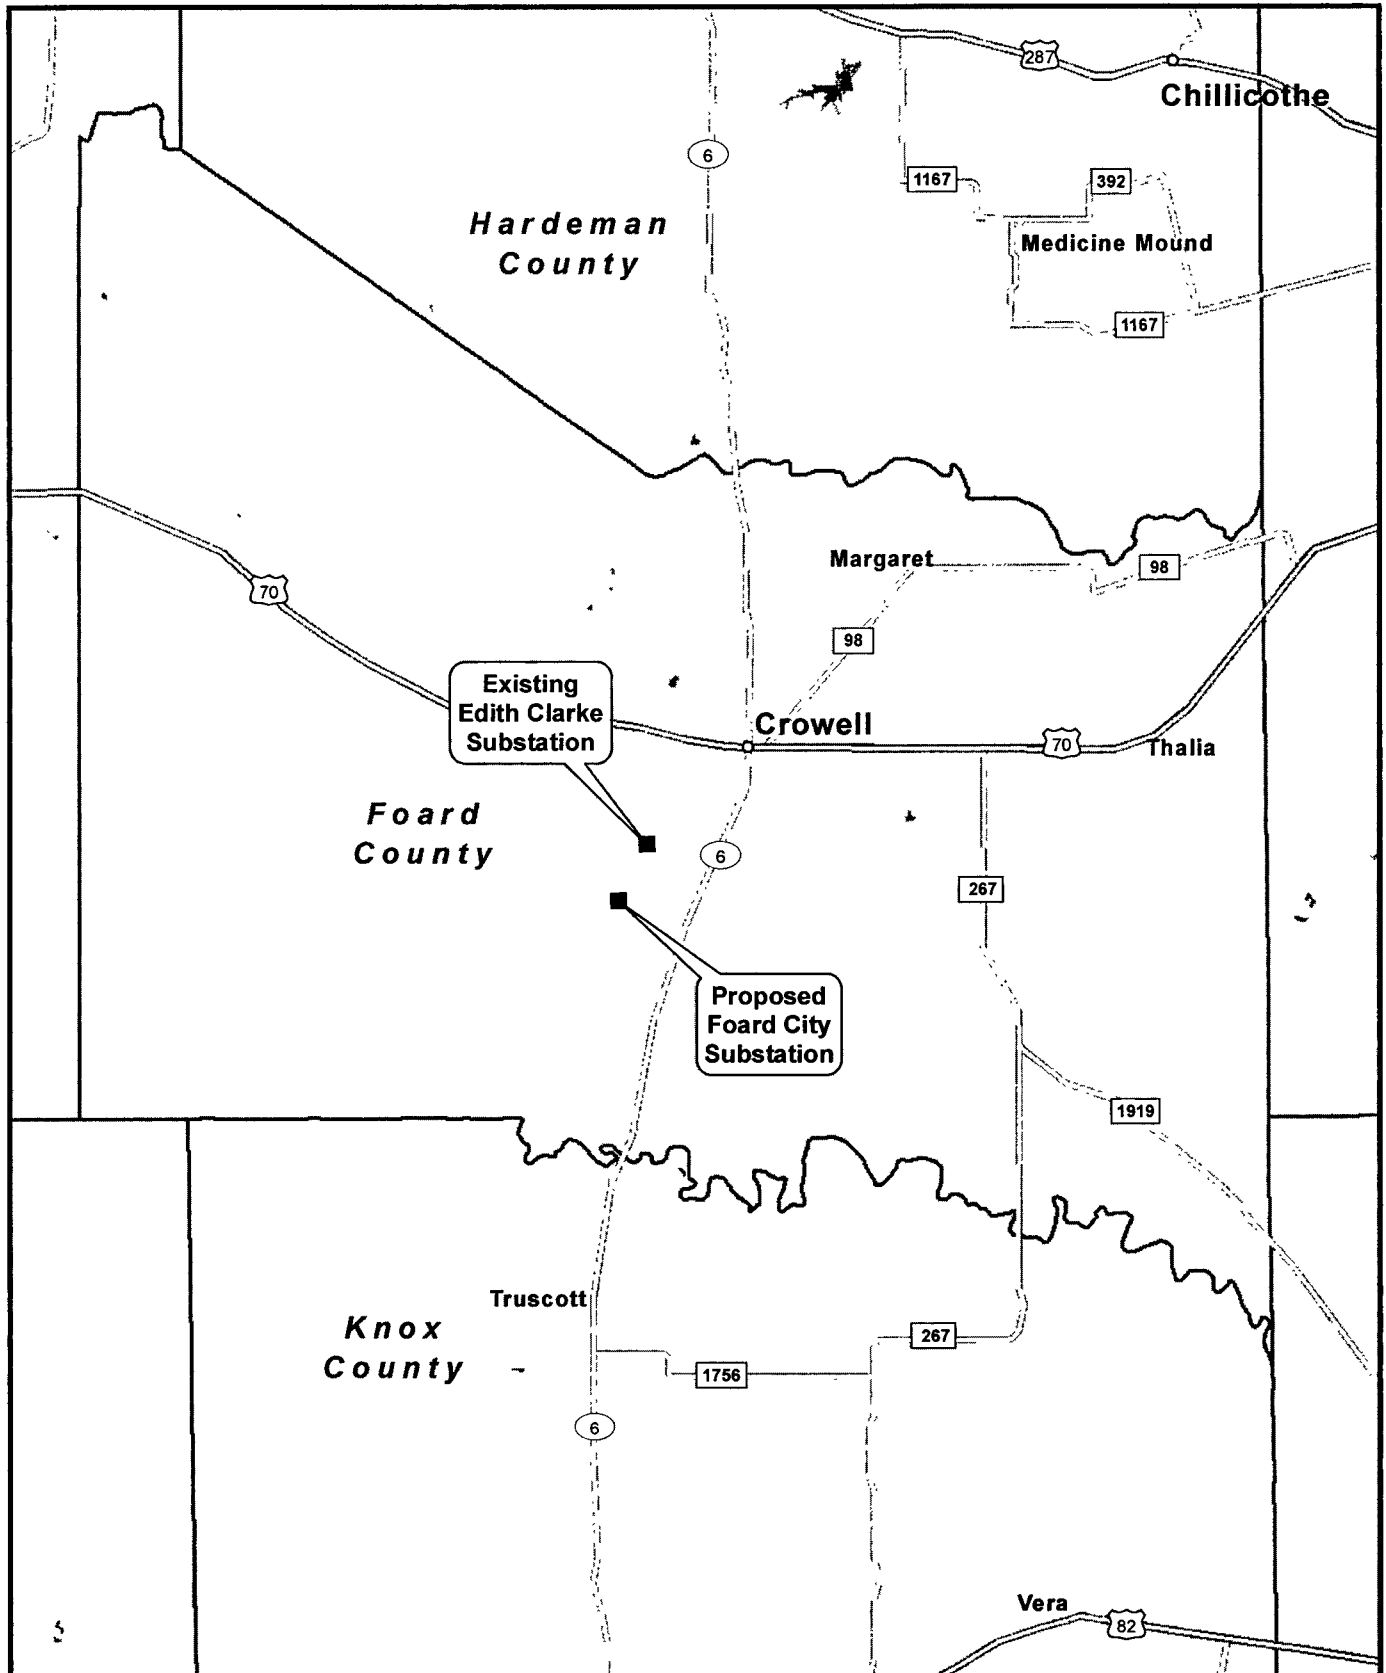 287
Chillicothe
6
1167
392
Hardeman
County
Medicine Mound
1167
Margaret
98
70
98
Existing
Edith Clarke
Substation
Crowell
70
Thalia
Foard
County
6
267
Proposed
Foard City
Substation
1919
Truscott
Knox
County
267
1756
6
Vera
82